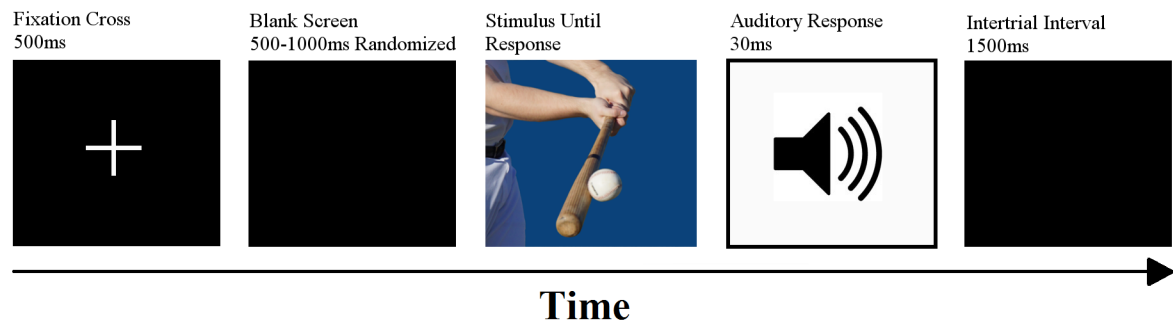 Fixation Cross
500ms
Blank Screen
500-1000ms Randomized
Stimulus Until
Response
Auditory Response
30ms
Intertrial Interval
1500ms
Time